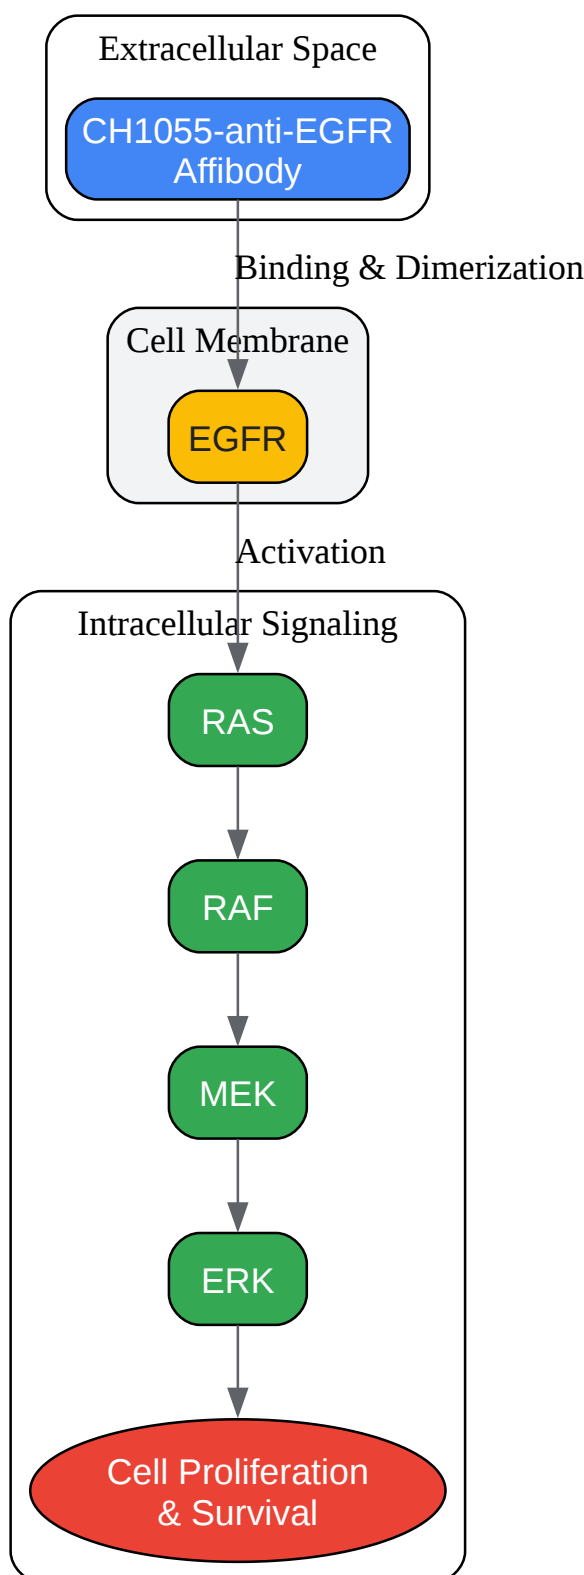 Extracellular Space
CH1055-anti-EGFR
Affibody
Binding & Dimerization
Cell Membrane
EGFR
Activation
Intracellular Signaling
RAS
RAF
MEK
ERK
Cell Proliferation
& Survival